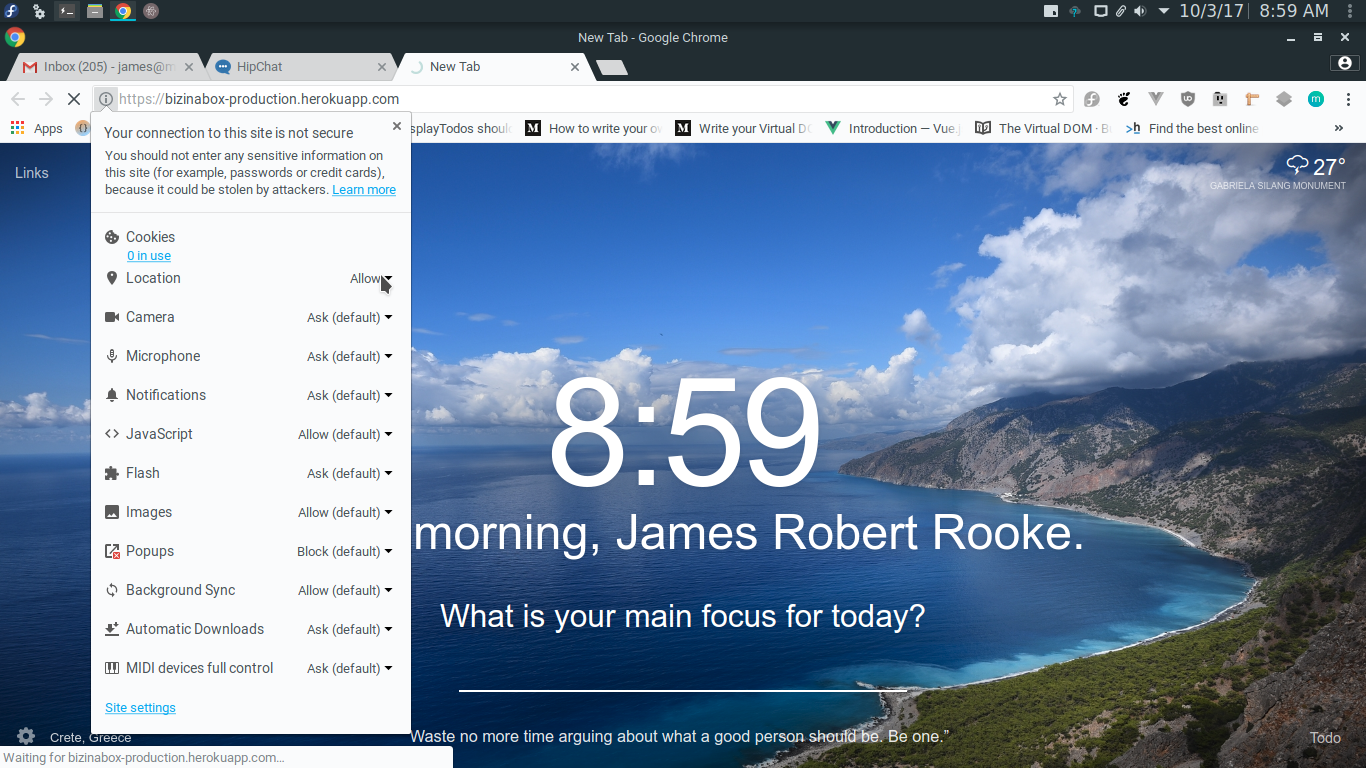 10/3/17 8:59 AM
New Tab - Google Chrome
Inbox (205) - james@m
HipChat
New Tab
https://bizinabox-production.herokuapp.com
Apps
splayTodos shoul
How to write your ov
Write your Virtual D
Introduction — Vue.j
The Virtual DOM · B
Find the best online
»
Your connection to this site is not secure
You should not enter any sensitive information on
this site (for example, passwords or credit cards),
because it could be stolen by attackers. Learn more
Cookies
0 in use
Location Allow
Camera Ask (default)
Microphone Ask (default)
Notifications Ask (default)
JavaScript Allow (default)
Flash Ask (default)
Images Allow (default)
Popups Block (default)
Background Sync Allow (default)
Automatic Downloads Ask (default)
MIDI devices full control Ask (default)
Site settings
Links
27°
GABRIELA SILANG MONUMENT
8:59
morning, James Robert Rooke.
What is your main focus for today?
Waste no more time arguing about what a good person should be. Be one.”
Crete, Greece
Todo
Waiting for bizinabox-production.herokuapp.com...